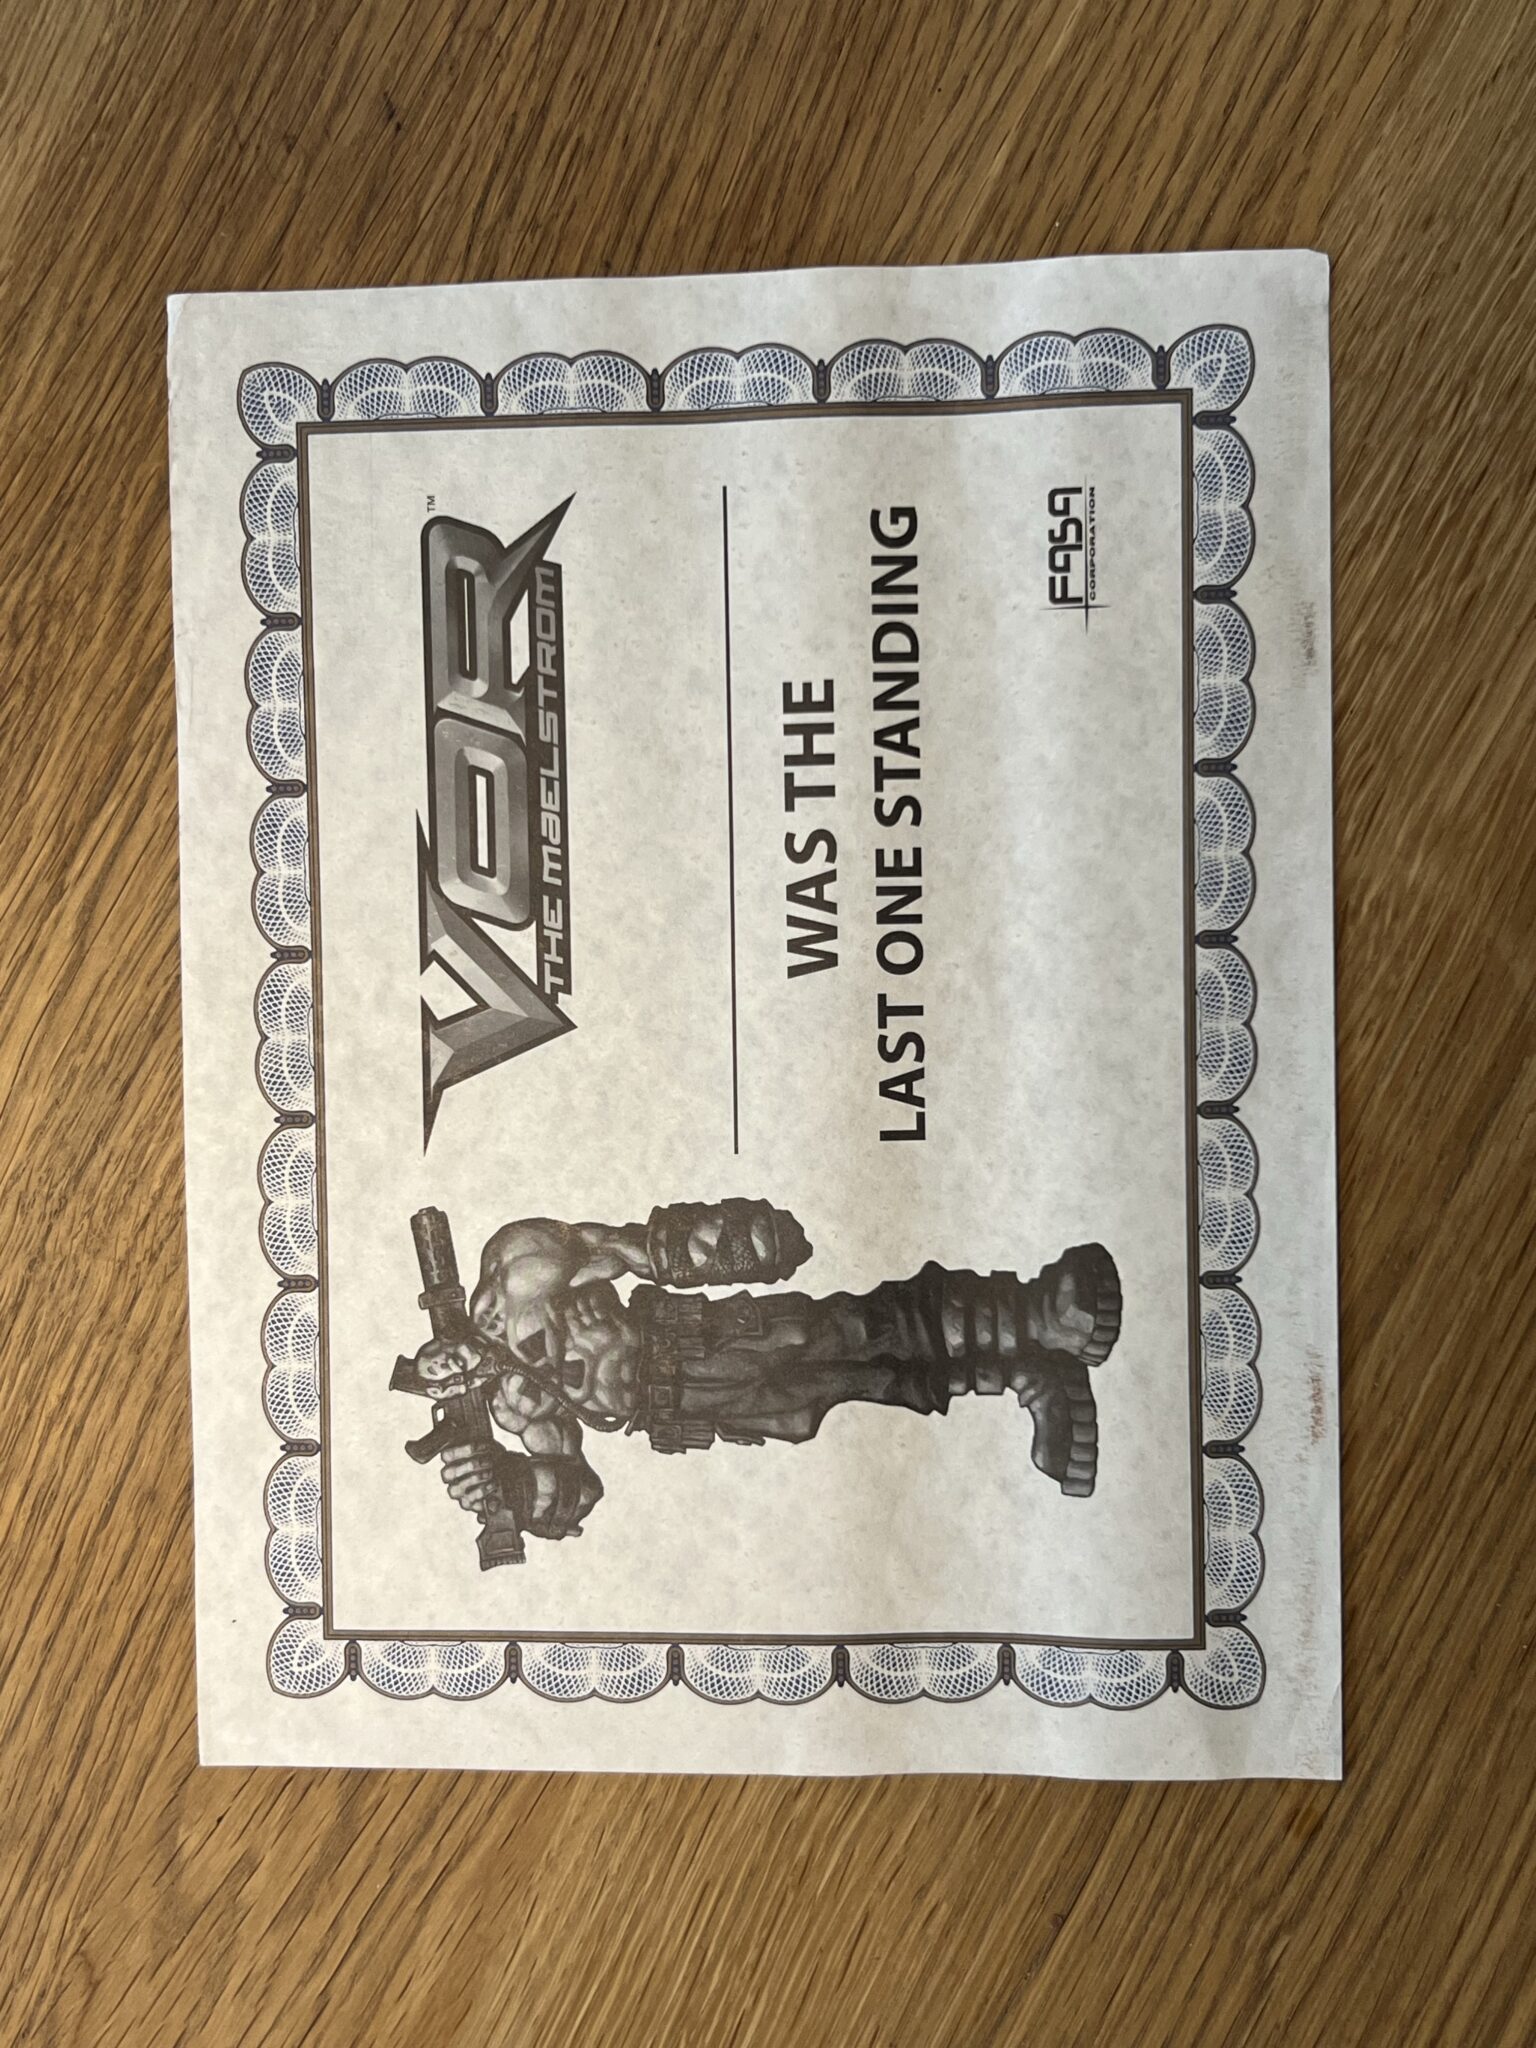 VOR™
THE MAELSTROM
WAS THE
LAST ONE STANDING
FASA
CORPORATION